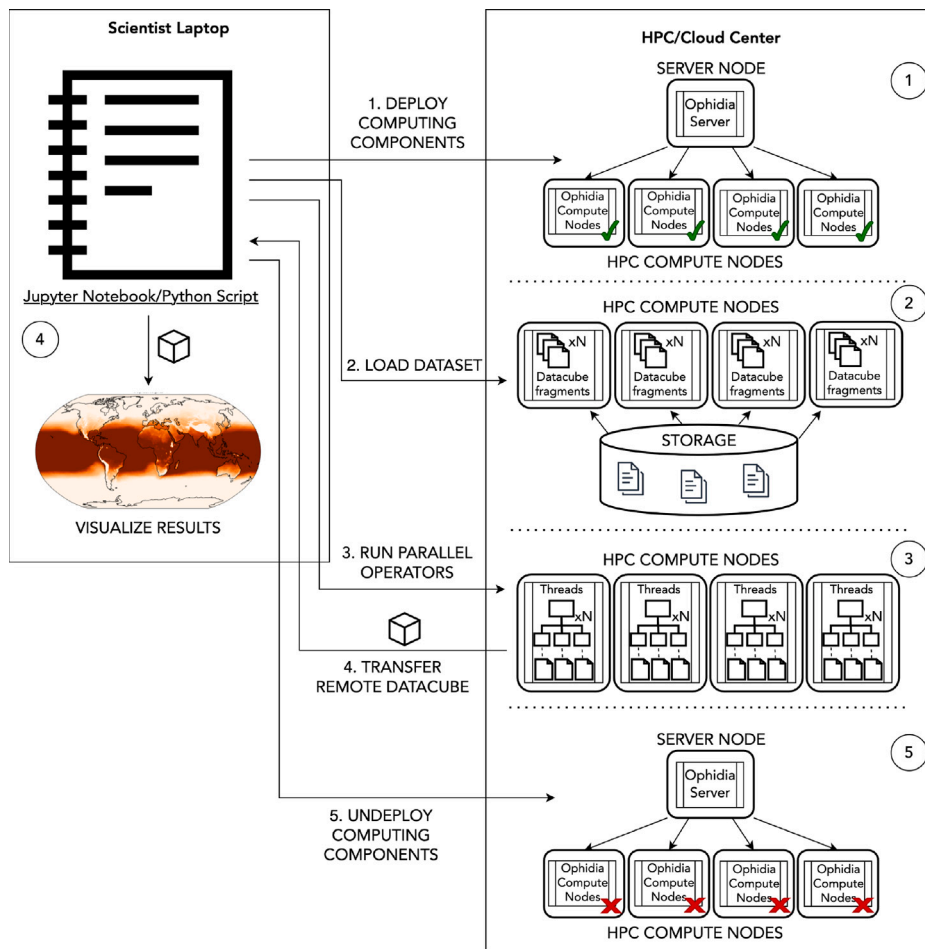 Scientist Laptop
Jupyter Notebook/Python Script
4
VISUALIZE RESULTS
1. DEPLOY
COMPUTING
COMPONENTS
2. LOAD DATASET
3. RUN PARALLEL
OPERATORS
4. TRANSFER
REMOTE DATACUBE
5. UNDEPLOY
COMPUTING
COMPONENTS
HPC/Cloud Center
SERVER NODE
1
Ophidia
Server
Ophidia
Compute
Nodes
Ophidia
Compute
Nodes
Ophidia
Compute
Nodes
Ophidia
Compute
Nodes
HPC COMPUTE NODES
HPC COMPUTE NODES
2
xN
Datacube
fragments
xN
Datacube
fragments
xN
Datacube
fragments
xN
Datacube
fragments
STORAGE
HPC COMPUTE NODES
3
Threads
xN
Threads
xN
Threads
xN
Threads
xN
SERVER NODE
5
Ophidia
Server
Ophidia
Compute
Nodes
Ophidia
Compute
Nodes
Ophidia
Compute
Nodes
Ophidia
Compute
Nodes
HPC COMPUTE NODES